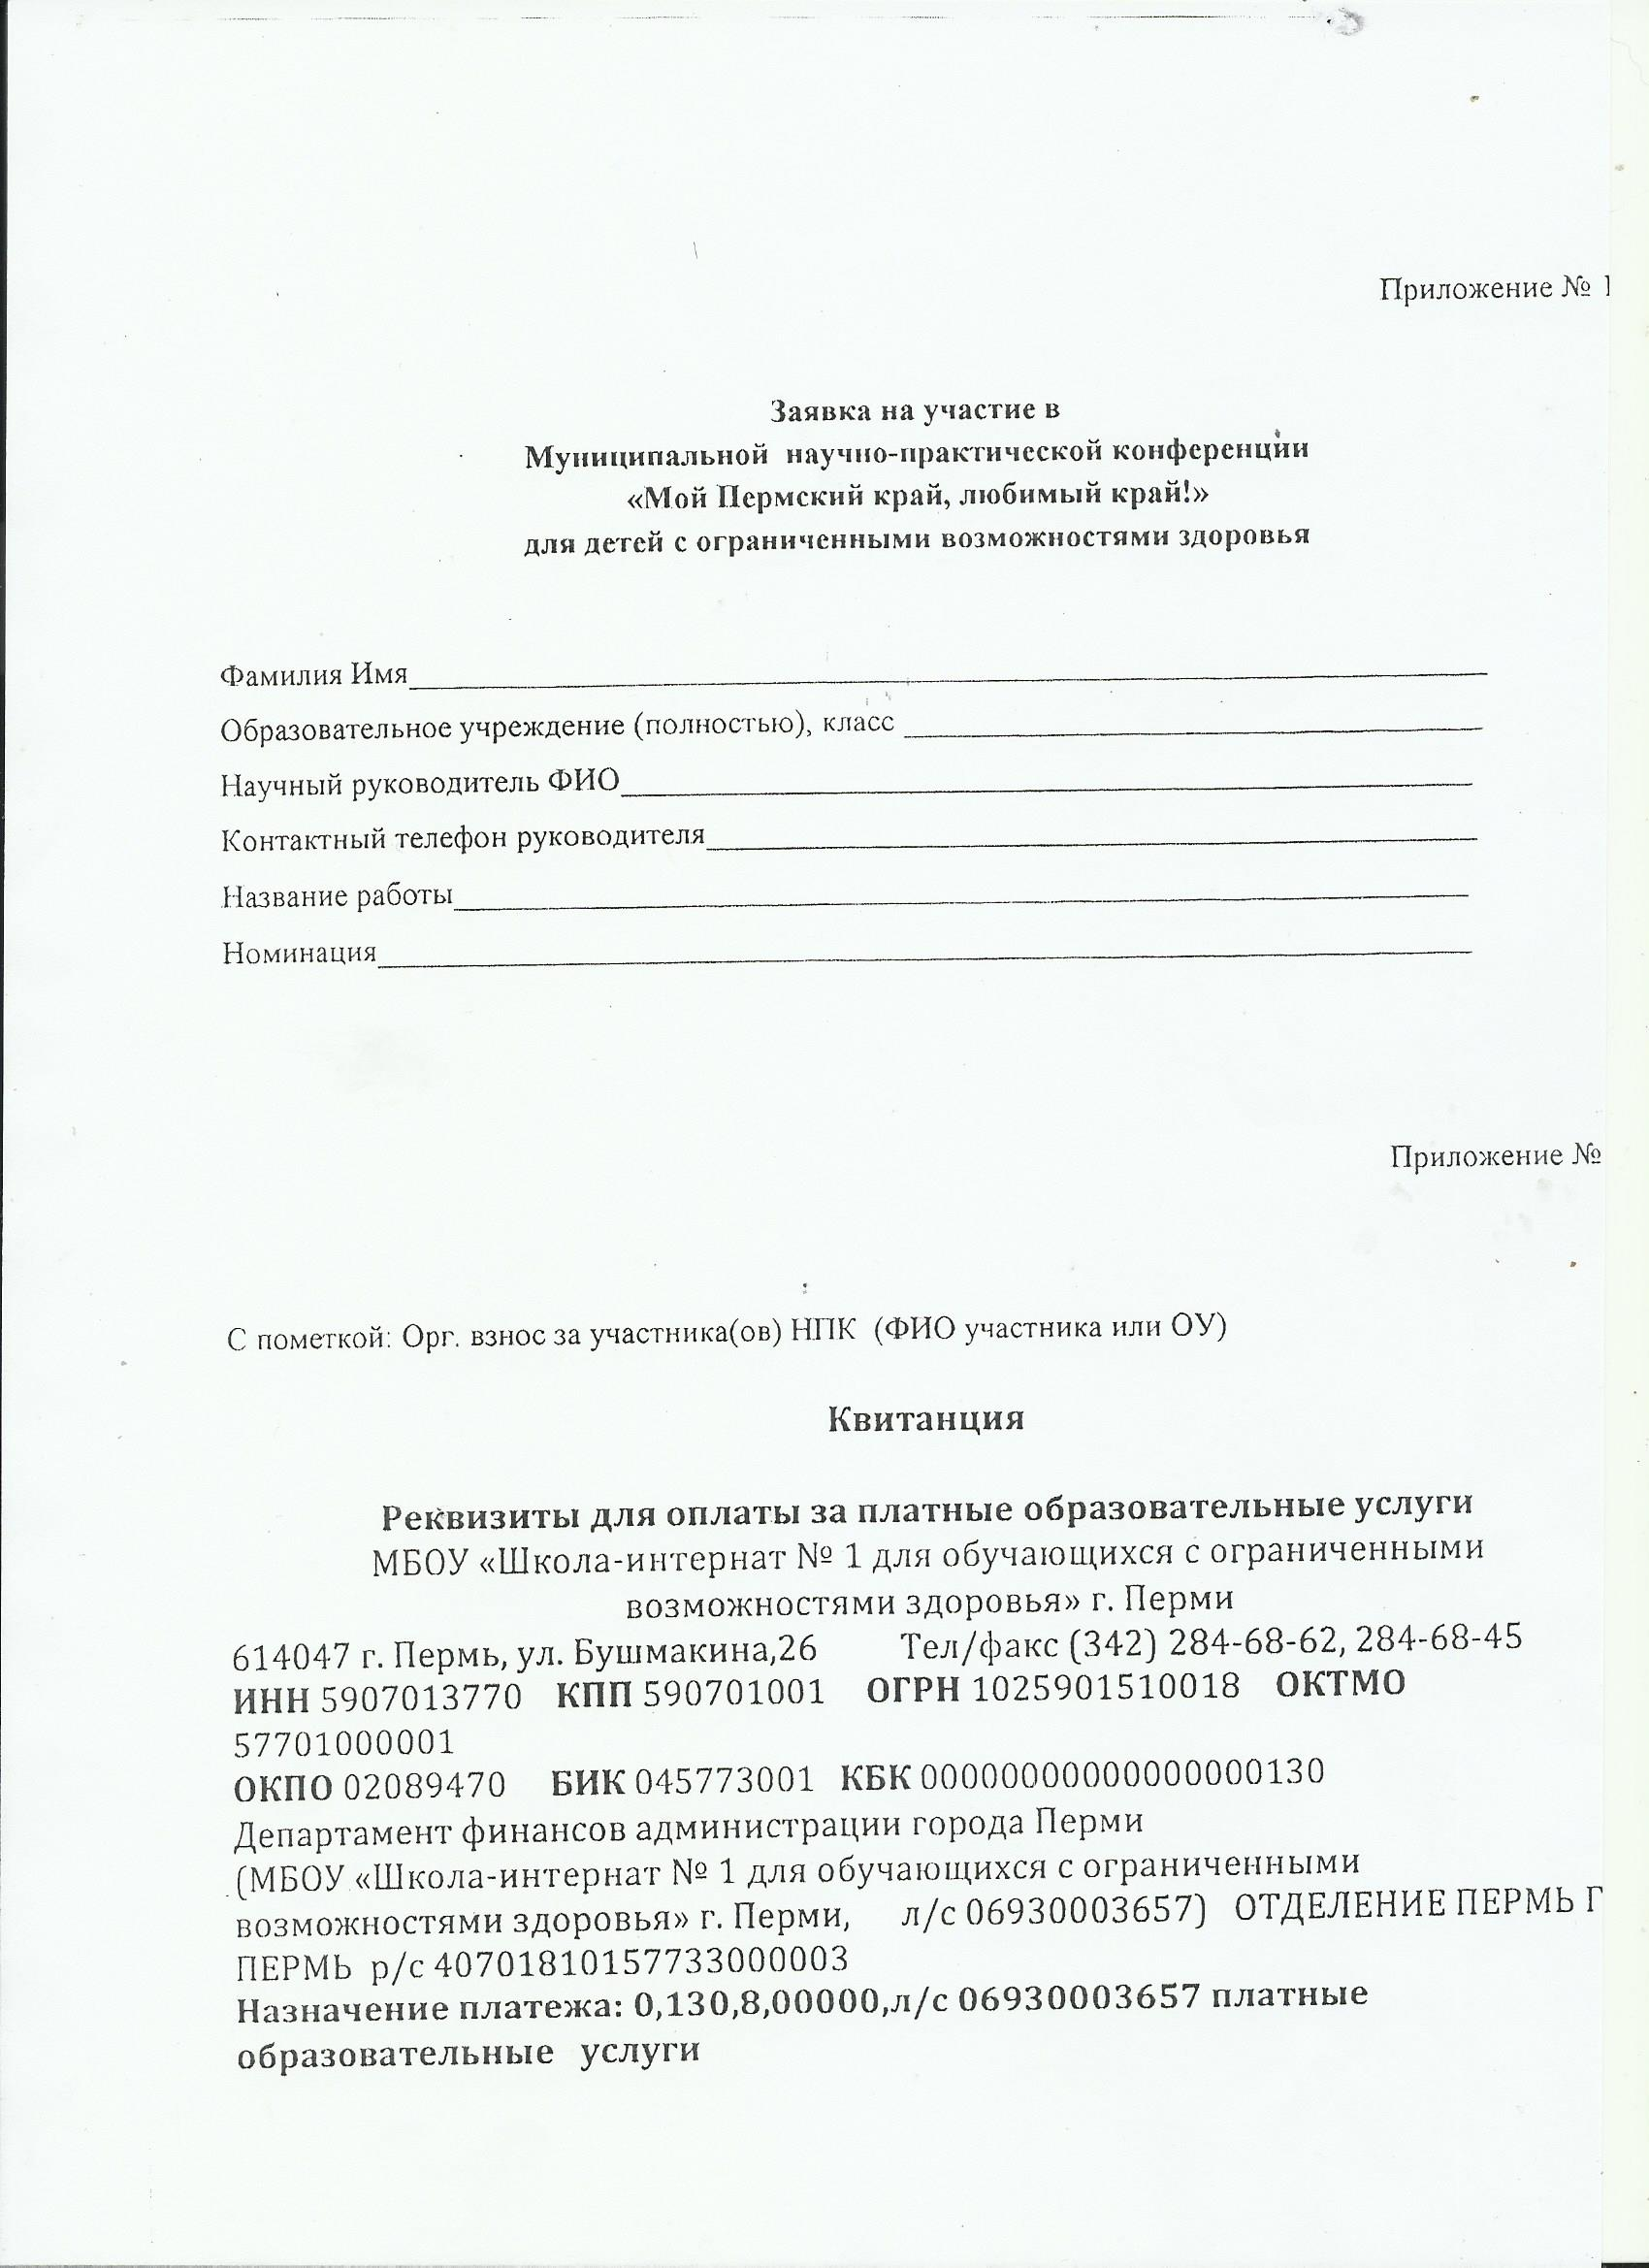 Приложение № 1
Заявка на участие в
Муниципальной научно-практической конференции
«Мой Пермский край, любимый край!»
для детей с ограниченными возможностями здоровья
Фамилия Имя
Образовательное учреждение (полностью), класс
Научный руководитель ФИО
Контактный телефон руководителя
Название работы
Номинация
Приложение №
С пометкой: Орг. взнос за участника(ов) НПК (ФИО участника или ОУ)
Квитанция
Реквизиты для оплаты за платные образовательные услуги
МБОУ «Школа-интернат № 1 для обучающихся с ограниченными
возможностями здоровья» г. Перми
614047 г. Пермь, ул. Бушмакина,26 Тел/факс (342) 284-68-62, 284-68-45
ИНН 5907013770 КПП 590701001 ОГРН 1025901510018 ОКТМО
57701000001
ОКПО 02089470 БИК 045773001 КБК 00000000000000000130
Департамент финансов администрации города Перми
(МБОУ «Школа-интернат № 1 для обучающихся с ограниченными
возможностями здоровья» г. Перми, л/с 06930003657) ОТДЕЛЕНИЕ ПЕРМЬ Г
ПЕРМЬ р/с 40701810157733000003
Назначение платежа: 0,130,8,00000,л/с 06930003657 платные
образовательные услуги